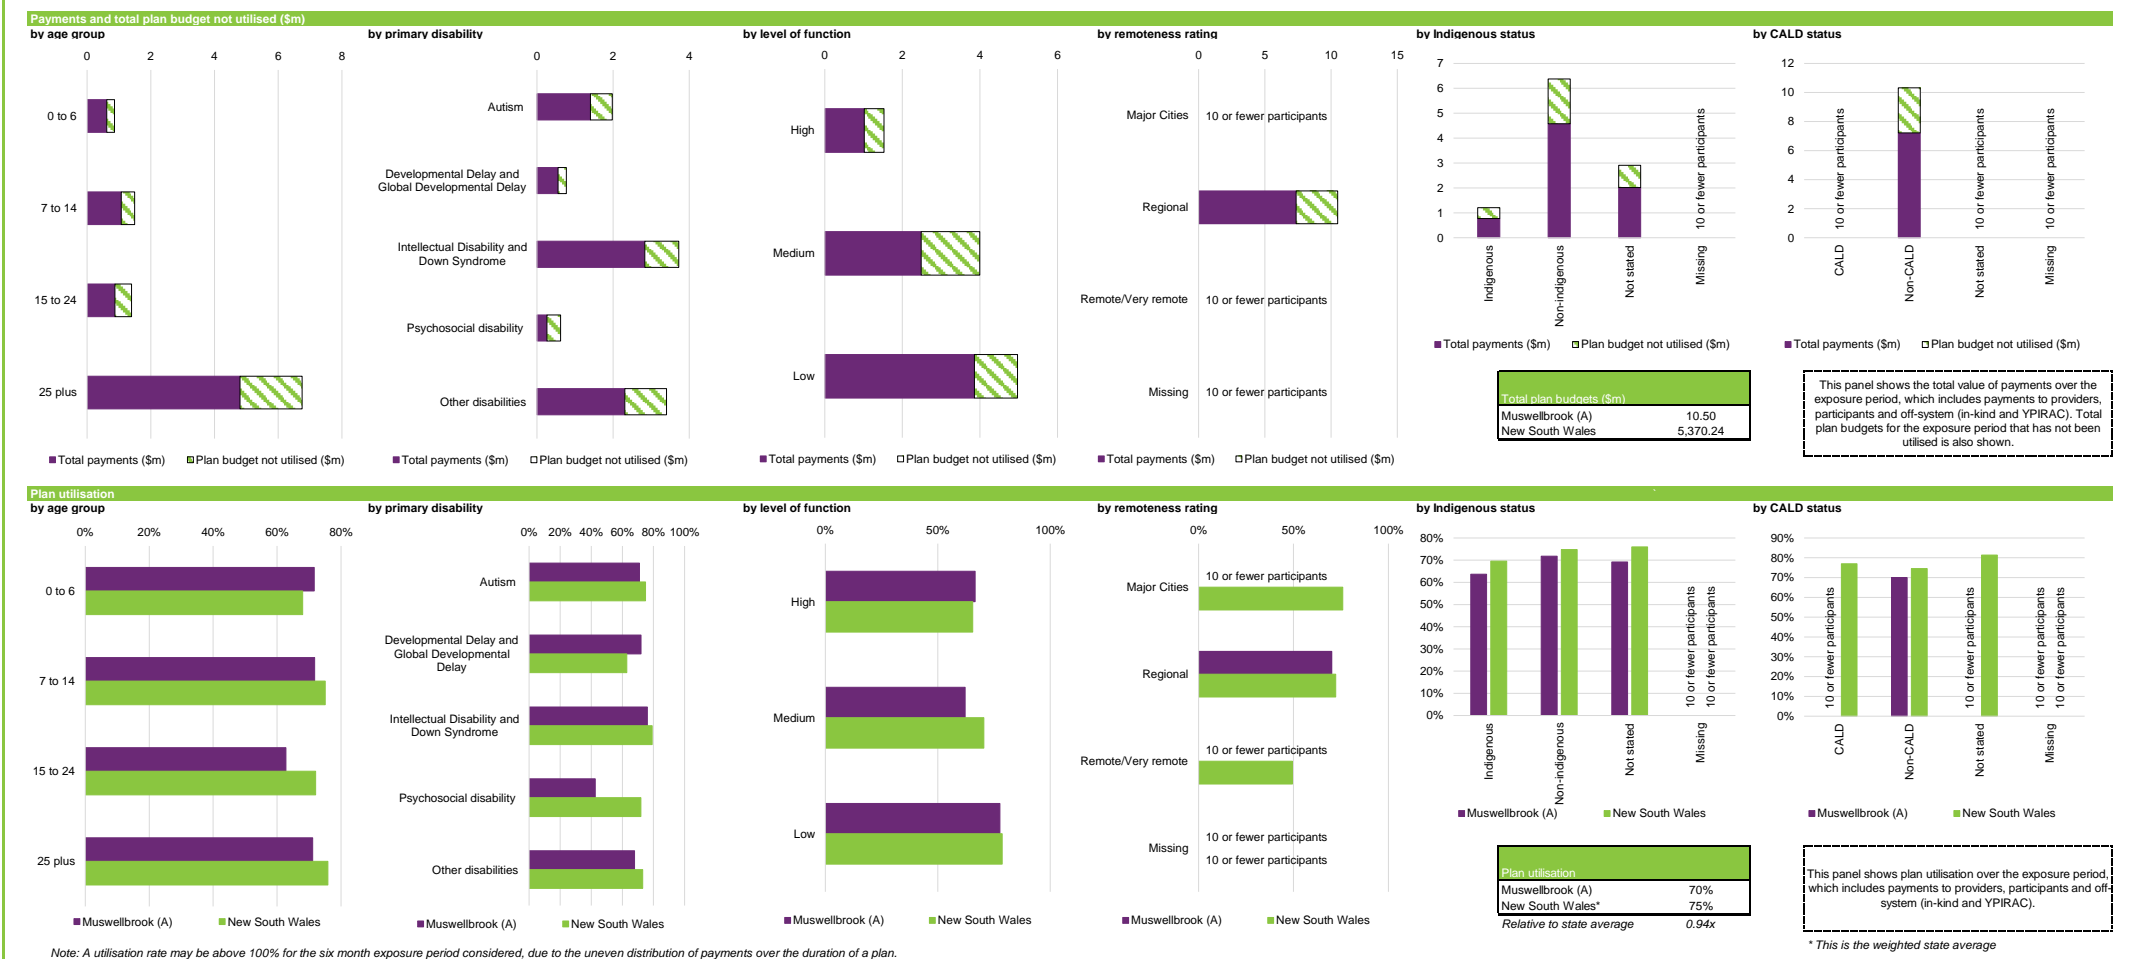 Payments and total plan budget not utilised ($m)
by age group
0 2 4 6 8
0 to 6
7 to 14
15 to 24
25 plus
Total payments ($m) Plan budget not utilised ($m)
by primary disability
0 2 4
Autism
Developmental Delay and
Global Developmental Delay
Intellectual Disability and
Down Syndrome
Psychosocial disability
Other disabilities
Total payments ($m) Plan budget not utilised ($m)
by level of function
0 2 4 6
High
Medium
Low
Total payments ($m) Plan budget not utilised ($m)
by remoteness rating
0 5 10 15
Major Cities 10 or fewer participants
Regional
Remote/Very remote 10 or fewer participants
Missing 10 or fewer participants
Total payments ($m) Plan budget not utilised ($m)
by Indigenous status
7
6
5
4
3
2
1
0
10 or fewer participants
Indigenous
Non-indigenous
Not stated
Missing
Total payments ($m) Plan budget not utilised ($m)
Total plan budgets ($m)
Muswellbrook (A) 10.50
New South Wales 5,370.24
by CALD status
12
10
8
6
4
2
0
10 or fewer participants
10 or fewer participants
10 or fewer participants
CALD
Non-CALD
Not stated
Missing
Total payments ($m) Plan budget not utilised ($m)
This panel shows the total value of payments over the
exposure period, which includes payments to providers,
participants and off-system (in-kind and YPIRAC). Total
plan budgets for the exposure period that has not been
utilised is also shown.
Plan utilisation
by age group
0% 20% 40% 60% 80%
0 to 6
7 to 14
15 to 24
25 plus
Muswellbrook (A) New South Wales
by primary disability
0% 20% 40% 60% 80% 100%
Autism
Developmental Delay and
Global Developmental
Delay
Intellectual Disability and
Down Syndrome
Psychosocial disability
Other disabilities
Muswellbrook (A) New South Wales
by level of function
0% 50% 100%
High
Medium
Low
Muswellbrook (A) New South Wales
by remoteness rating
0% 50% 100%
Major Cities 10 or fewer participants
Regional
Remote/Very remote 10 or fewer participants
Missing 10 or fewer participants
10 or fewer participants
Muswellbrook (A) New South Wales
by Indigenous status
80%
70%
60%
50%
40%
30%
20%
10%
0%
10 or fewer participants
10 or fewer participants
Indigenous
Non-indigenous
Not stated
Missing
Muswellbrook (A) New South Wales
Plan utilisation
Muswellbrook (A) 70%
New South Wales* 75%
Relative to state average 0.94x
by CALD status
90%
80%
70%
60%
50%
40%
30%
20%
10%
0%
10 or fewer participants
10 or fewer participants
10 or fewer participants
10 or fewer participants
CALD
Non-CALD
Not stated
Missing
Muswellbrook (A) New South Wales
This panel shows plan utilisation over the exposure period,
which includes payments to providers, participants and off-
system (in-kind and YPIRAC).
* This is the weighted state average
Note: A utilisation rate may be above 100% for the six month exposure period considered, due to the uneven distribution of payments over the duration of a plan.